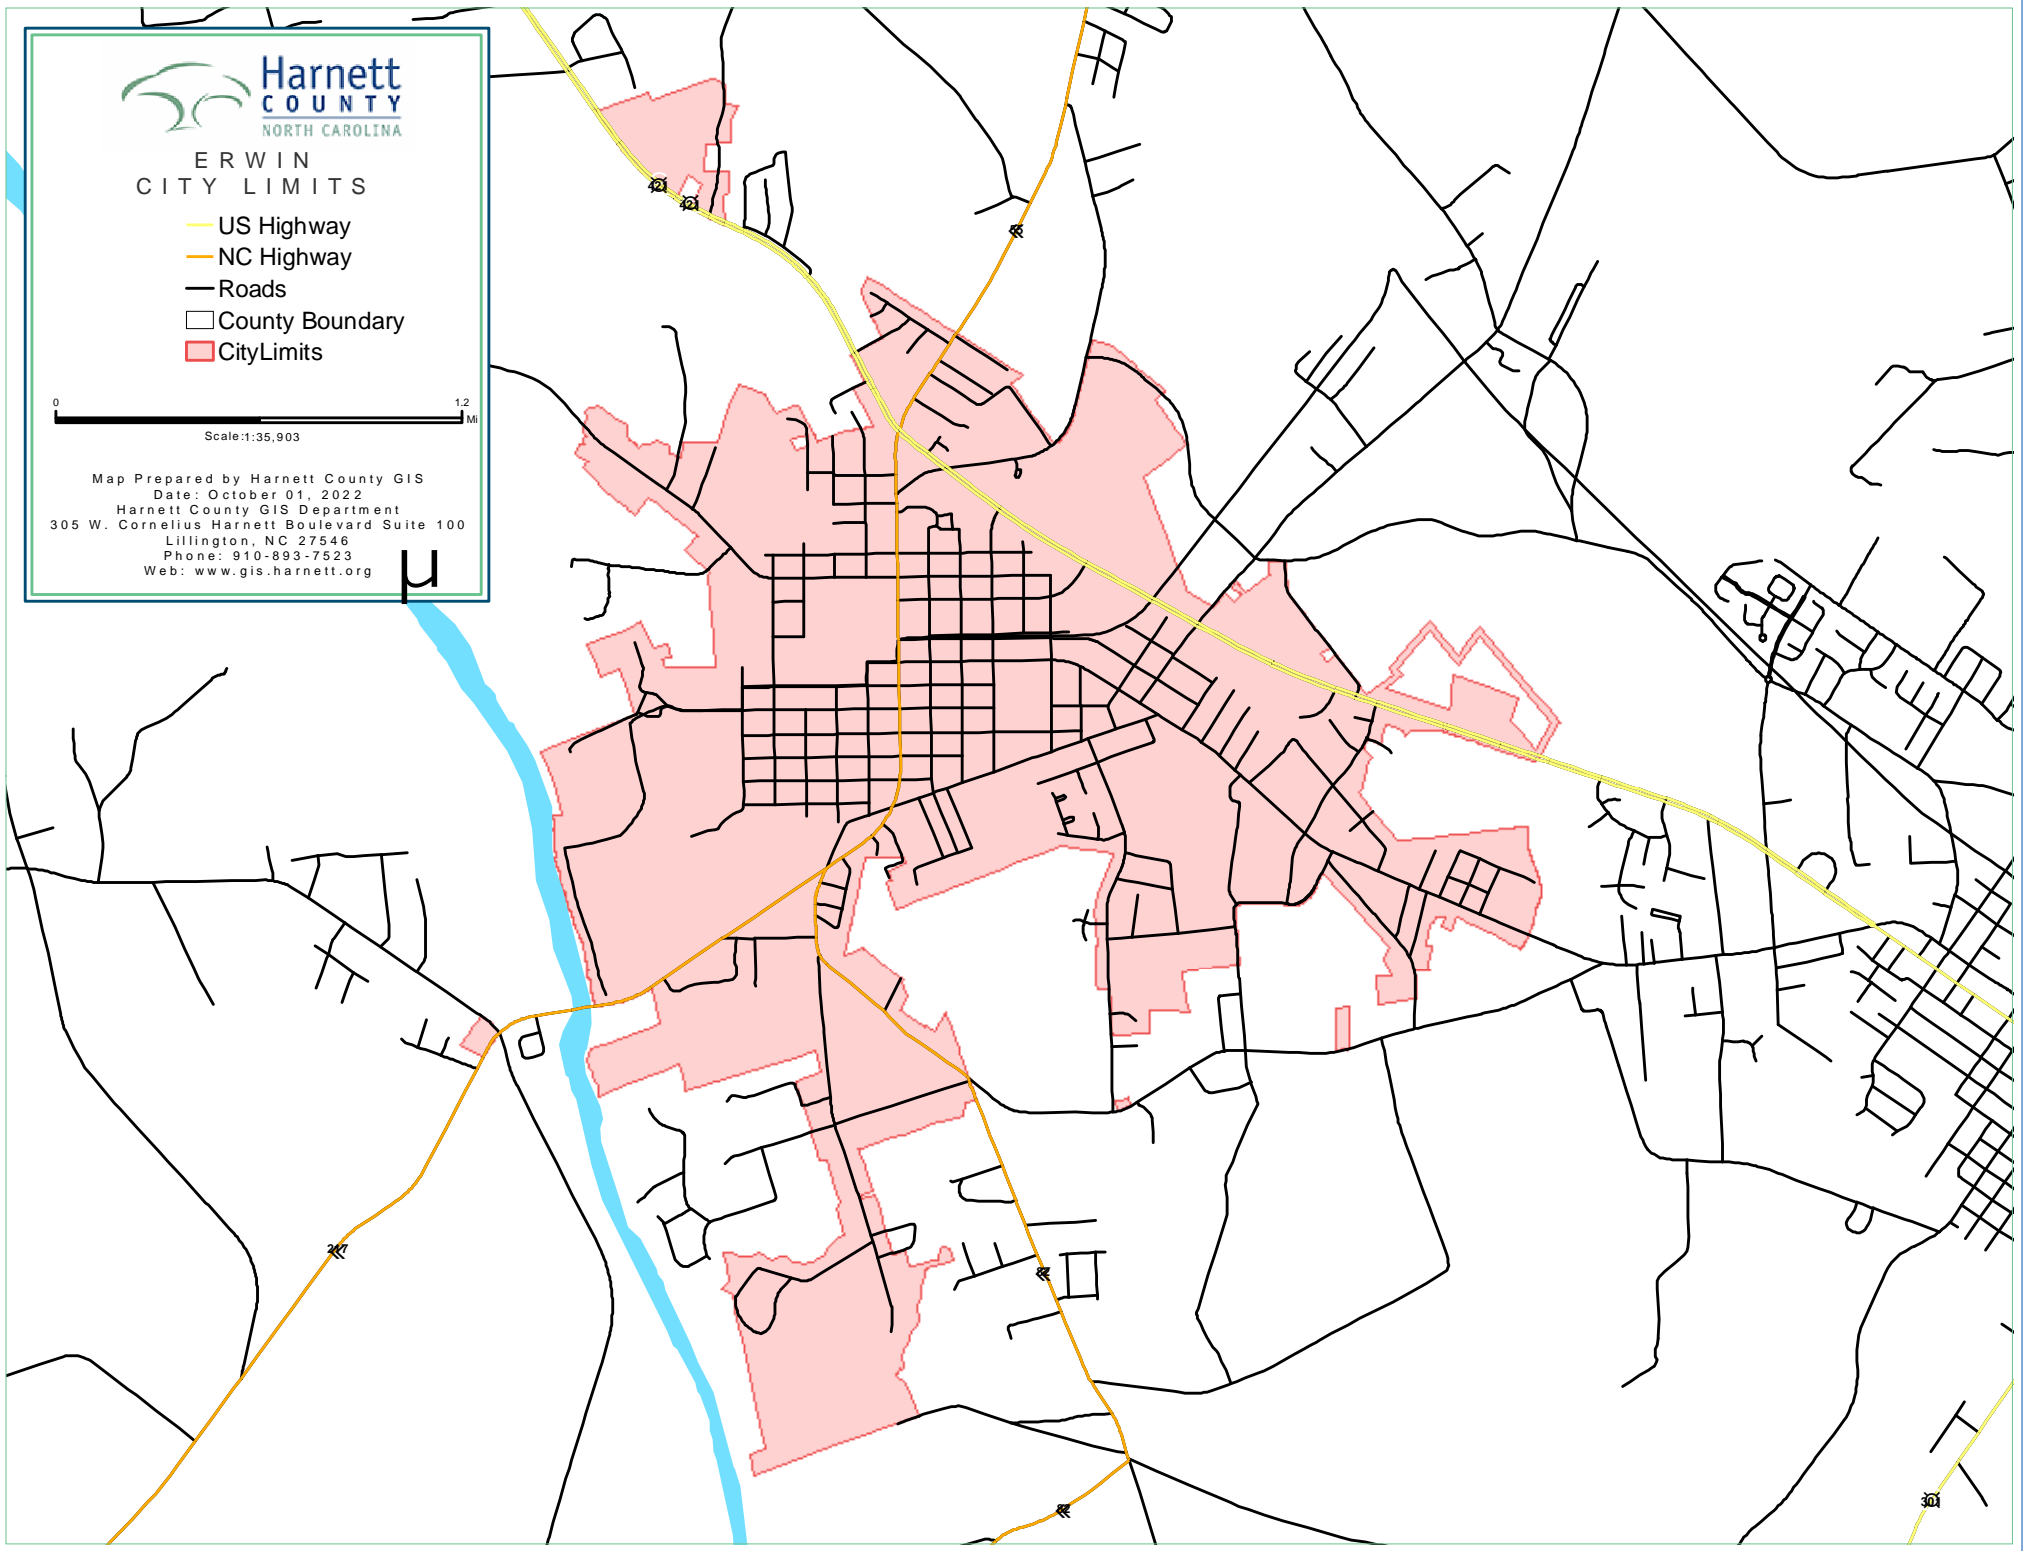 Harnett
COUNTY
NORTH CAROLINA
ERWIN
CITY LIMITS
US Highway
NC Highway
Roads
County Boundary
CityLimits
0 1.2
Mi
Scale:1:35,903
Map Prepared by Harnett County GIS
Date: October 01, 2022
Harnett County GIS Department
305 W. Cornelius Harnett Boulevard Suite 100
Lillington, NC 27546
Phone: 910-893-7523
Web: www.gis.harnett.org
µ
421
421
217
82
82
301